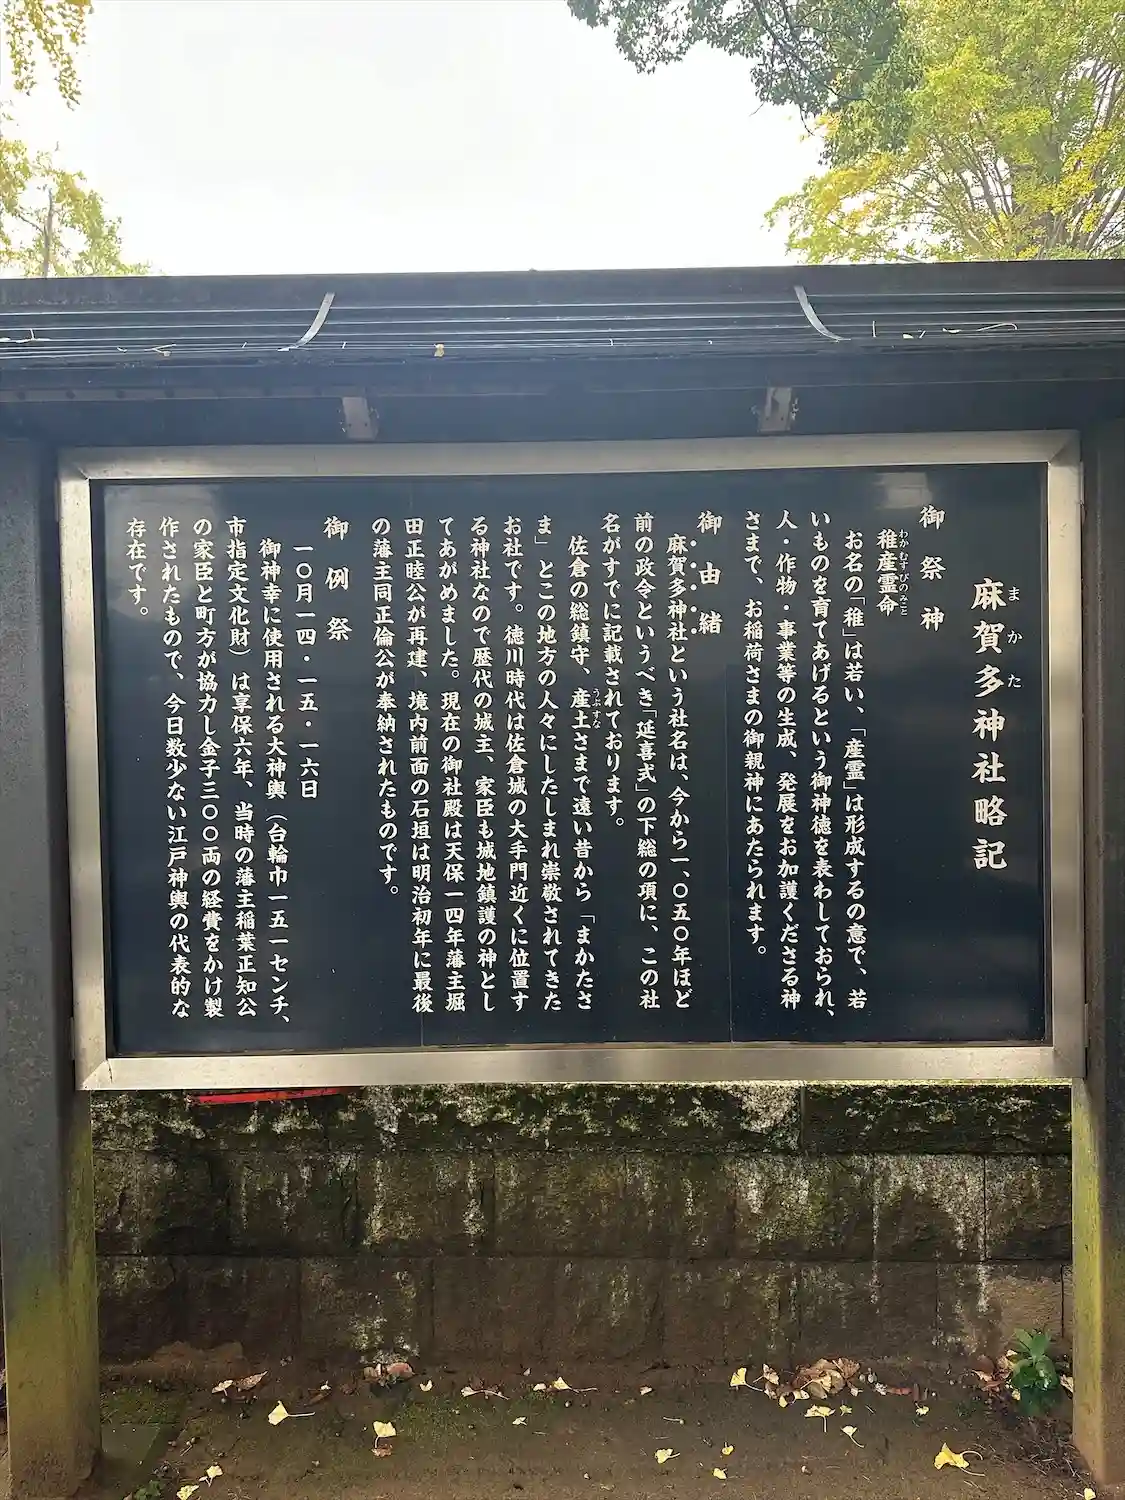 麻賀多神社略記
まかた
御祭神
稚産霊命
わかむすびのみこと
お名の「稚」は若い、「産霊」は形成するの意で、若
いものを育てあげるという御神徳を表わしておられ、
人・作物・事業等の生成、発展をお加護くださる神
さまで、お稲荷さまの御親神にあたられます。
御由緒
麻賀多神社という社名は、今から一、〇五〇年ほど
前の政令というべき「延喜式」の下総の項に、この社
名がすでに記載されております。
佐倉の総鎮守、産土さまで遠い昔から「まかたさ
うぶすな
ま」とこの地方の人々にしたしまれ崇敬されてきた
お社です。徳川時代は佐倉城の大手門近くに位置す
る神社なので歴代の城主、家臣も城地鎮護の神とし
てあがめました。現在の御社殿は天保一四年藩主堀
田正睦公が再建、境内前面の石垣は明治初年に最後
の藩主同正倫公が奉納されたものです。
御例祭
一〇月一四・一五・一六日
御神幸に使用される大神輿（台輪巾一五一センチ、
市指定文化財）は享保六年、当時の藩主稲葉正知公
の家臣と町方が協力し金子三〇〇両の経費をかけ製
作されたもので、今日数少ない江戸神輿の代表的な
存在です。